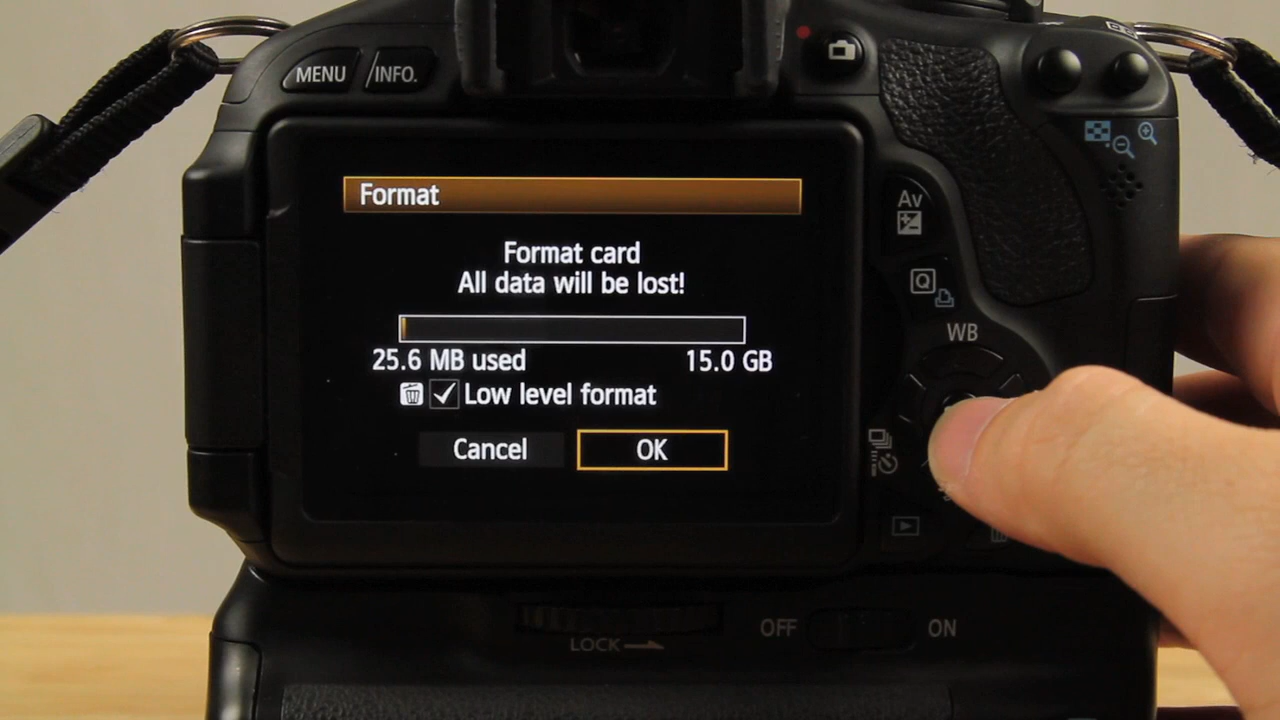 MENU
INFO.
Format
Format card
All data will be lost!
25.6 MB used
15.0 GB
Low level format
Cancel
OK
Av
Q
WB
LOCK
OFF
ON